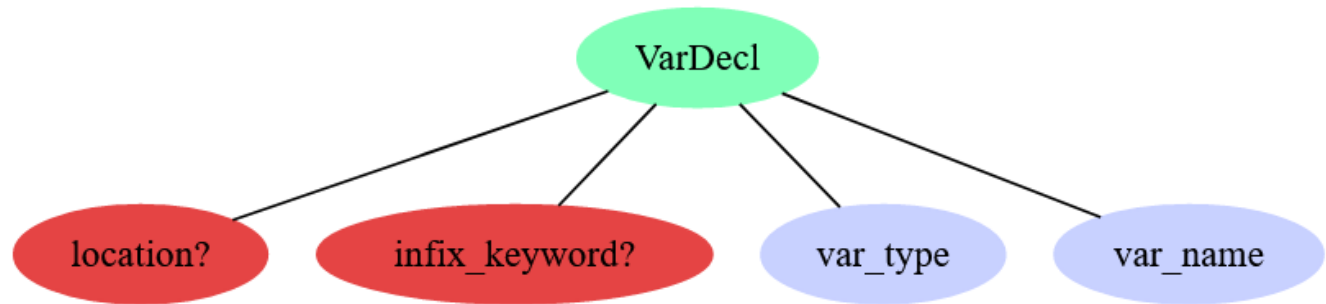 VarDecl
location?
infix_keyword?
var_type
var_name